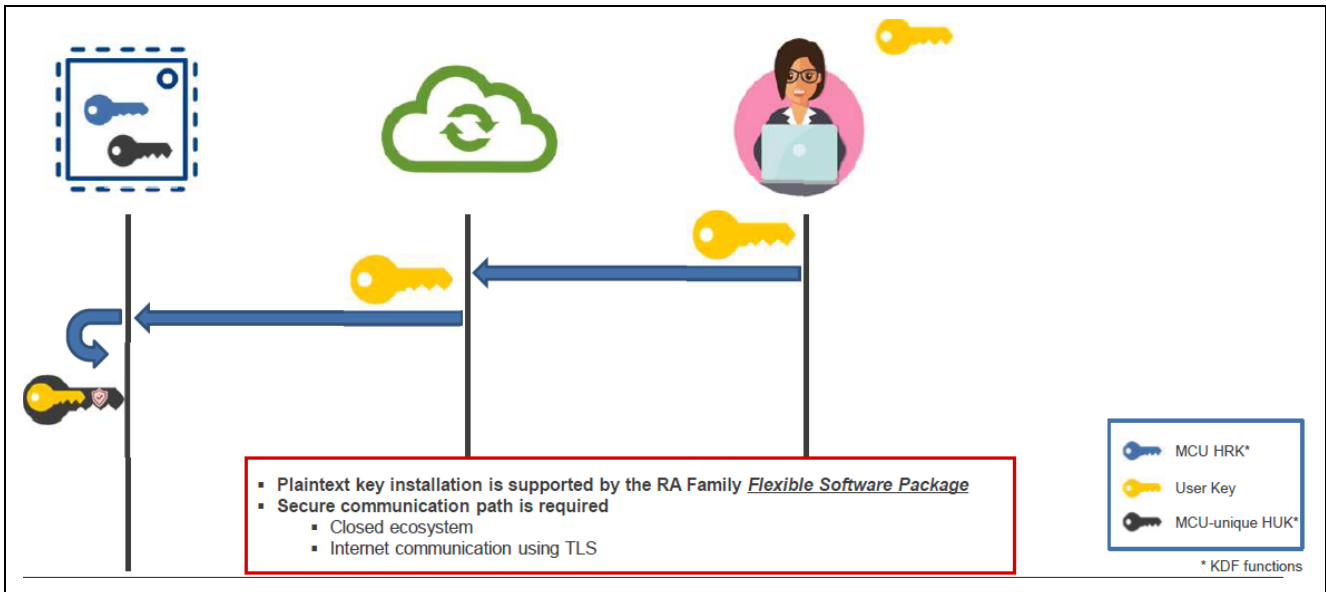 ▪ Plaintext key installation is supported by the RA Family Flexible Software Package
▪ Secure communication path is required
▪ Closed ecosystem
▪ Internet communication using TLS
MCU HRK*
User Key
MCU-unique HUK*
* KDF functions